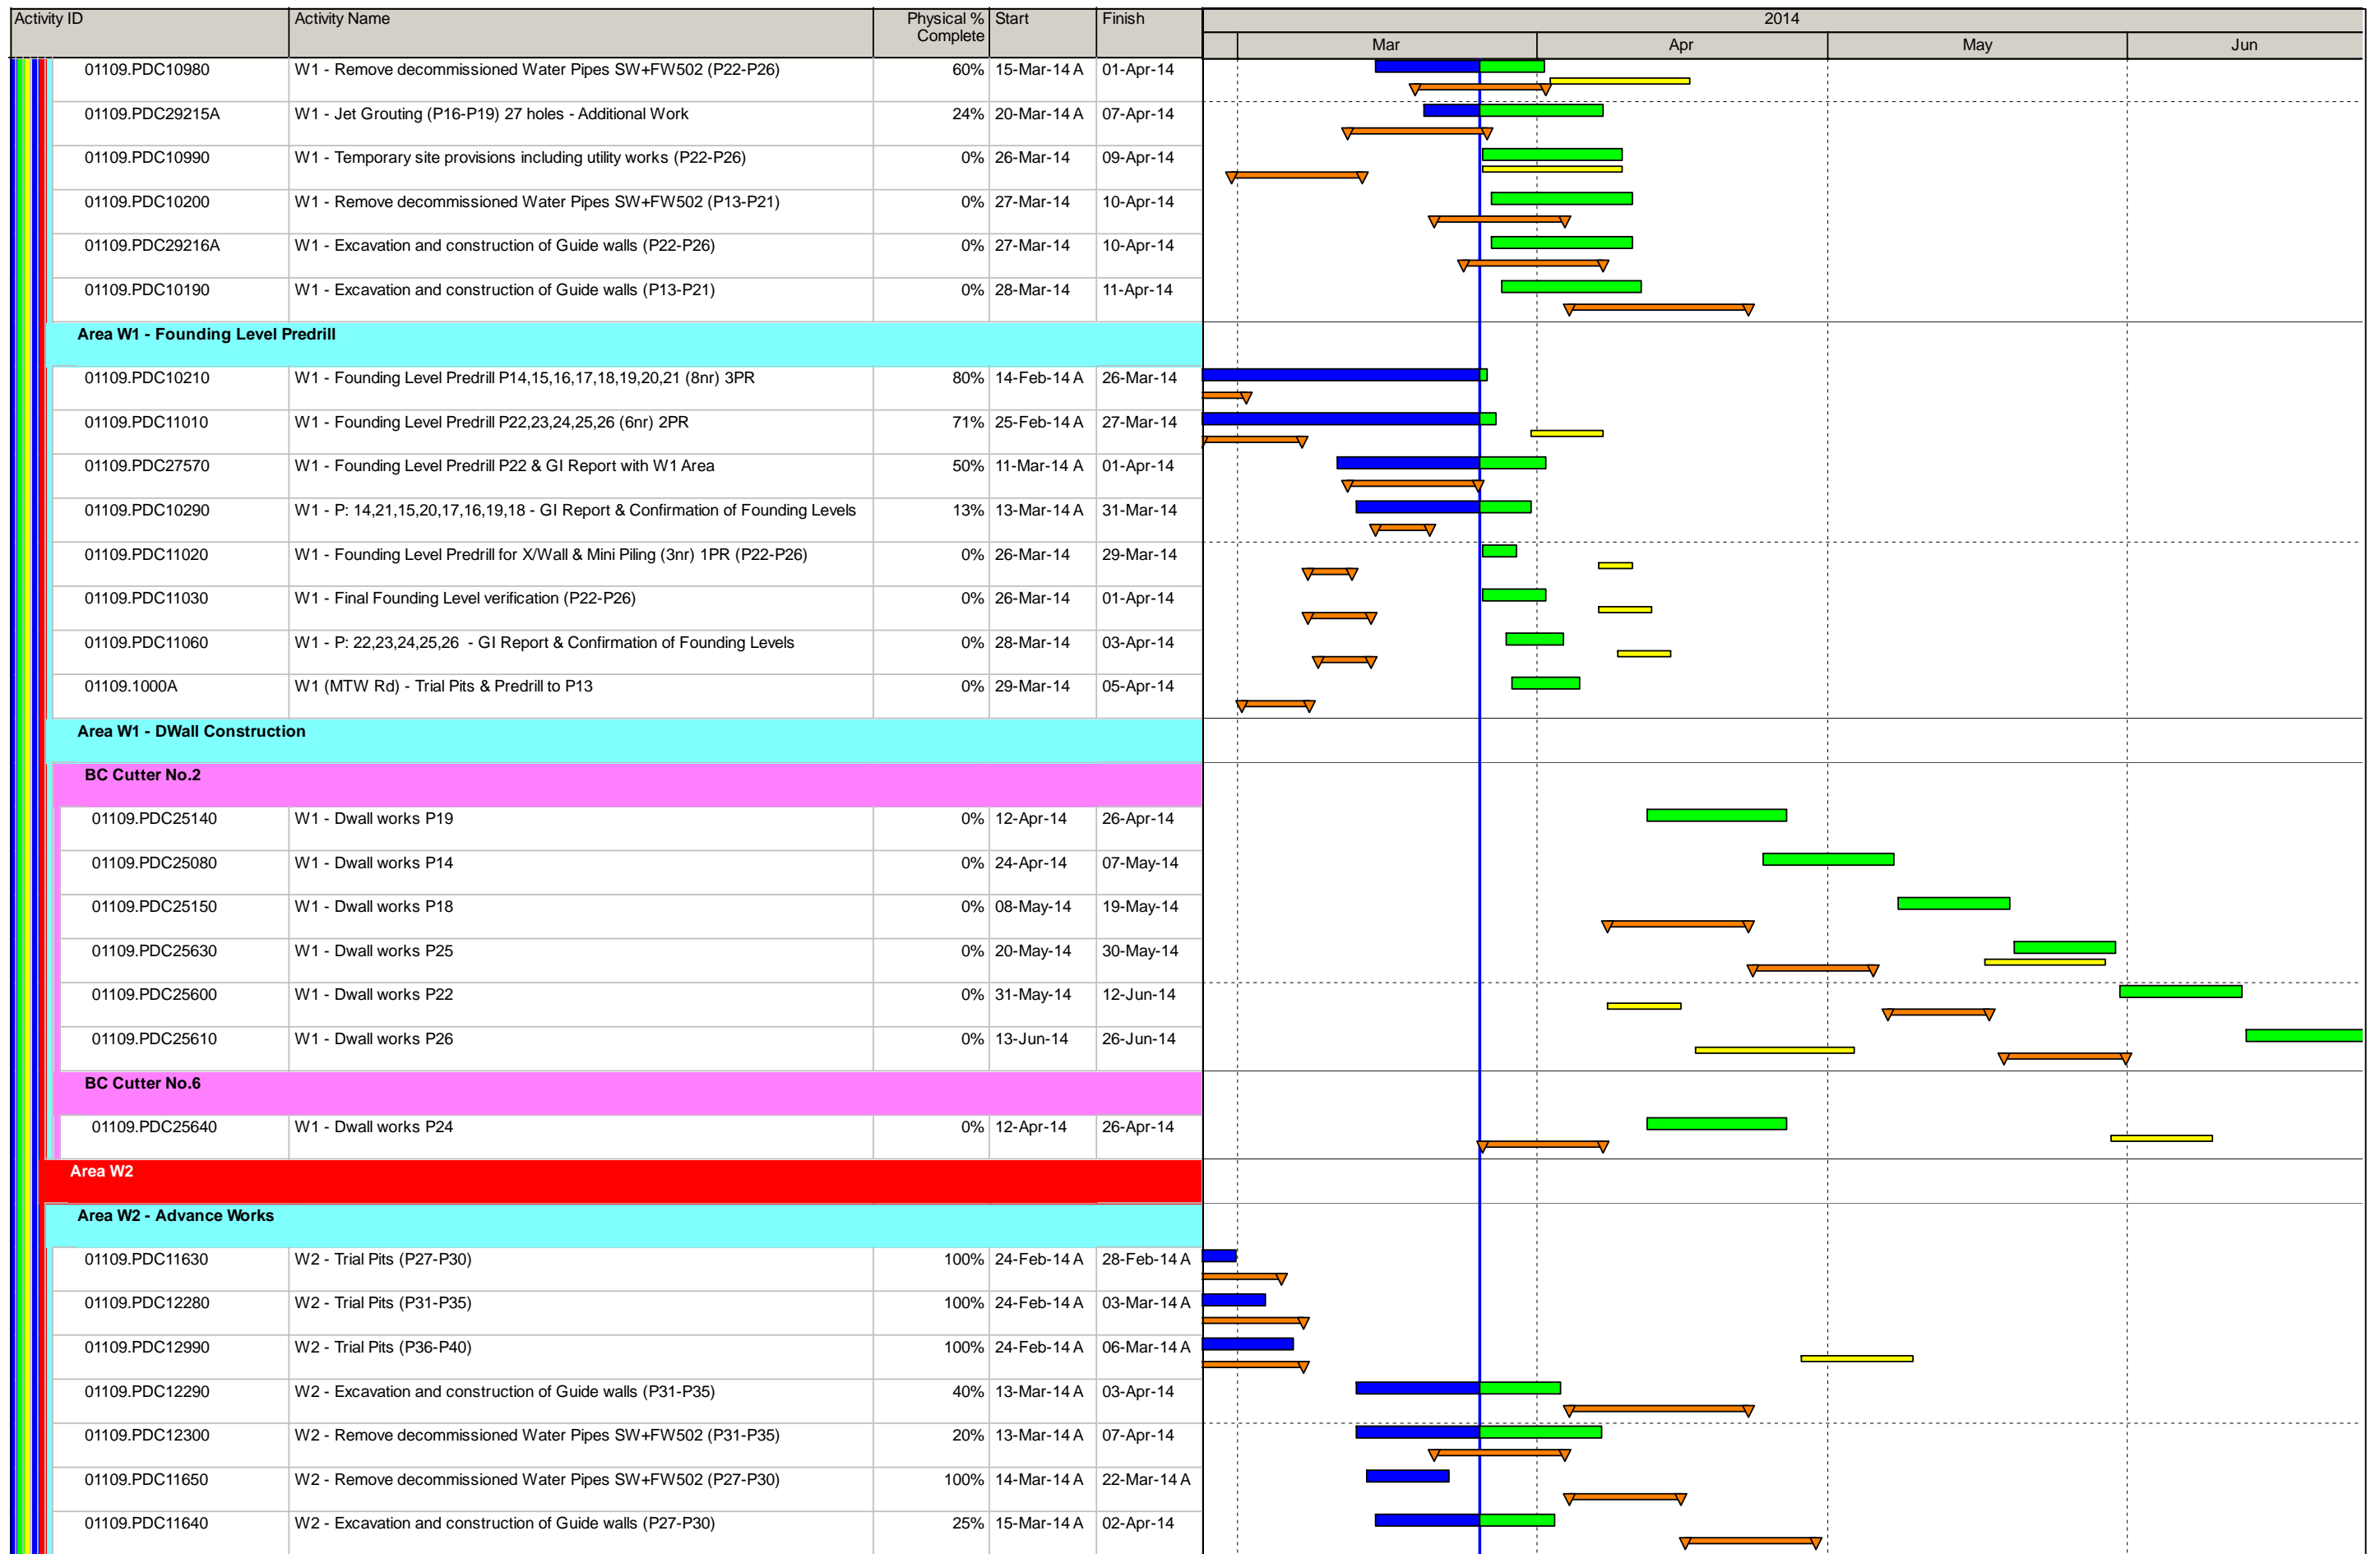 Activity ID Activity Name Physical % Start Finish 2014
Complete Mar Apr May Jun
01109.PDC10980 W1 - Remove decommissioned Water Pipes SW+FW502 (P22-P26) 60% 15-Mar-14 A 01-Apr-14
01109.PDC29215A W1 - Jet Grouting (P16-P19) 27 holes - Additional Work 24% 20-Mar-14 A 07-Apr-14
01109.PDC10990 W1 - Temporary site provisions including utility works (P22-P26) 0% 26-Mar-14 09-Apr-14
01109.PDC10200 W1 - Remove decommissioned Water Pipes SW+FW502 (P13-P21) 0% 27-Mar-14 10-Apr-14
01109.PDC29216A W1 - Excavation and construction of Guide walls (P22-P26) 0% 27-Mar-14 10-Apr-14
01109.PDC10190 W1 - Excavation and construction of Guide walls (P13-P21) 0% 28-Mar-14 11-Apr-14
Area W1 - Founding Level Predrill
01109.PDC10210 W1 - Founding Level Predrill P14,15,16,17,18,19,20,21 (8nr) 3PR 80% 14-Feb-14 A 26-Mar-14
01109.PDC11010 W1 - Founding Level Predrill P22,23,24,25,26 (6nr) 2PR 71% 25-Feb-14 A 27-Mar-14
01109.PDC27570 W1 - Founding Level Predrill P22 & GI Report with W1 Area 50% 11-Mar-14 A 01-Apr-14
01109.PDC10290 W1 - P: 14,21,15,20,17,16,19,18 - GI Report & Confirmation of Founding Levels 13% 13-Mar-14 A 31-Mar-14
01109.PDC11020 W1 - Founding Level Predrill for X/Wall & Mini Piling (3nr) 1PR (P22-P26) 0% 26-Mar-14 29-Mar-14
01109.PDC11030 W1 - Final Founding Level verification (P22-P26) 0% 26-Mar-14 01-Apr-14
01109.PDC11060 W1 - P: 22,23,24,25,26 - GI Report & Confirmation of Founding Levels 0% 28-Mar-14 03-Apr-14
01109.1000A W1 (MTW Rd) - Trial Pits & Predrill to P13 0% 29-Mar-14 05-Apr-14
Area W1 - DWall Construction
BC Cutter No.2
01109.PDC25140 W1 - Dwall works P19 0% 12-Apr-14 26-Apr-14
01109.PDC25080 W1 - Dwall works P14 0% 24-Apr-14 07-May-14
01109.PDC25150 W1 - Dwall works P18 0% 08-May-14 19-May-14
01109.PDC25630 W1 - Dwall works P25 0% 20-May-14 30-May-14
01109.PDC25600 W1 - Dwall works P22 0% 31-May-14 12-Jun-14
01109.PDC25610 W1 - Dwall works P26 0% 13-Jun-14 26-Jun-14
BC Cutter No.6
01109.PDC25640 W1 - Dwall works P24 0% 12-Apr-14 26-Apr-14
Area W2
Area W2 - Advance Works
01109.PDC11630 W2 - Trial Pits (P27-P30) 100% 24-Feb-14 A 28-Feb-14 A
01109.PDC12280 W2 - Trial Pits (P31-P35) 100% 24-Feb-14 A 03-Mar-14 A
01109.PDC12990 W2 - Trial Pits (P36-P40) 100% 24-Feb-14 A 06-Mar-14 A
01109.PDC12290 W2 - Excavation and construction of Guide walls (P31-P35) 40% 13-Mar-14 A 03-Apr-14
01109.PDC12300 W2 - Remove decommissioned Water Pipes SW+FW502 (P31-P35) 20% 13-Mar-14 A 07-Apr-14
01109.PDC11650 W2 - Remove decommissioned Water Pipes SW+FW502 (P27-P30) 100% 14-Mar-14 A 22-Mar-14 A
01109.PDC11640 W2 - Excavation and construction of Guide walls (P27-P30) 25% 15-Mar-14 A 02-Apr-14